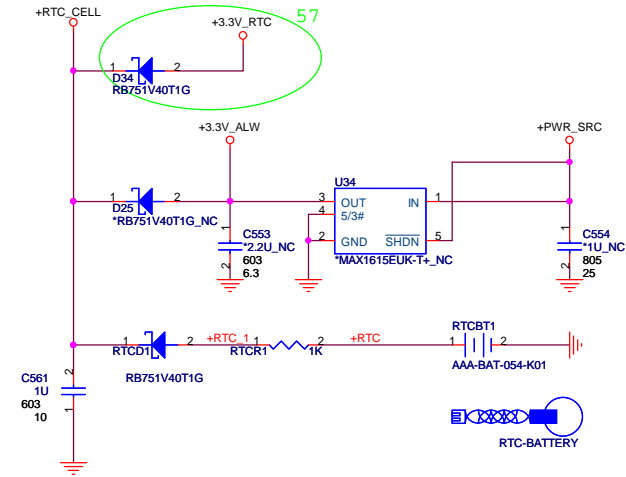 +RTC_CELL
57
+3.3V_RTC
1
2
D34
RB751V40T1G
+3.3V_ALW
+PWR_SRC
1
2
D25
*RB751V40T1G_NC
U34
3
OUT
IN
1
4
5/3#
2
GND
SHDN
5
*MAX1615EUK-T+_NC
1
C553
*2.2U_NC
603
6.3
2
1
C554
*1U_NC
805
25
2
1
2
RTCD1
RB751V40T1G
+RTC_1
1
2
RTCR1
1K
+RTC
RTCBT1
1
2
AAA-BAT-054-K01
2
C561
1U
603
10
1
RTC-BATTERY